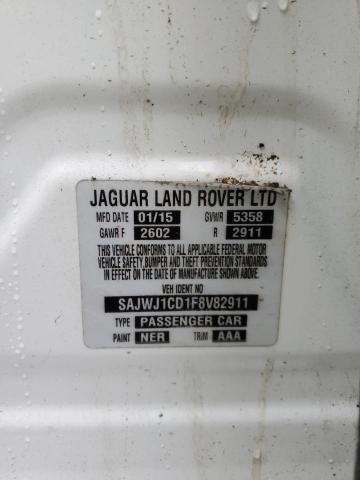 JAGUAR LAND ROVER LTD
MFD DATE 01/15 GVWR 5358
GAWR F 2602 R 2911
THIS VEHICLE CONFORMS TO ALL APPLICABLE FEDERAL MOTOR
VEHICLE SAFETY,BUMPER AND THEFT PREVENTION STANDARDS
IN EFFECT ON THE DATE OF MANUFACTURE SHOWN ABOVE.
VEH IDENT NO
SAJWJ1CD1F8V82911
TYPE PASSENGER CAR
PAINT NER TRIM AAA